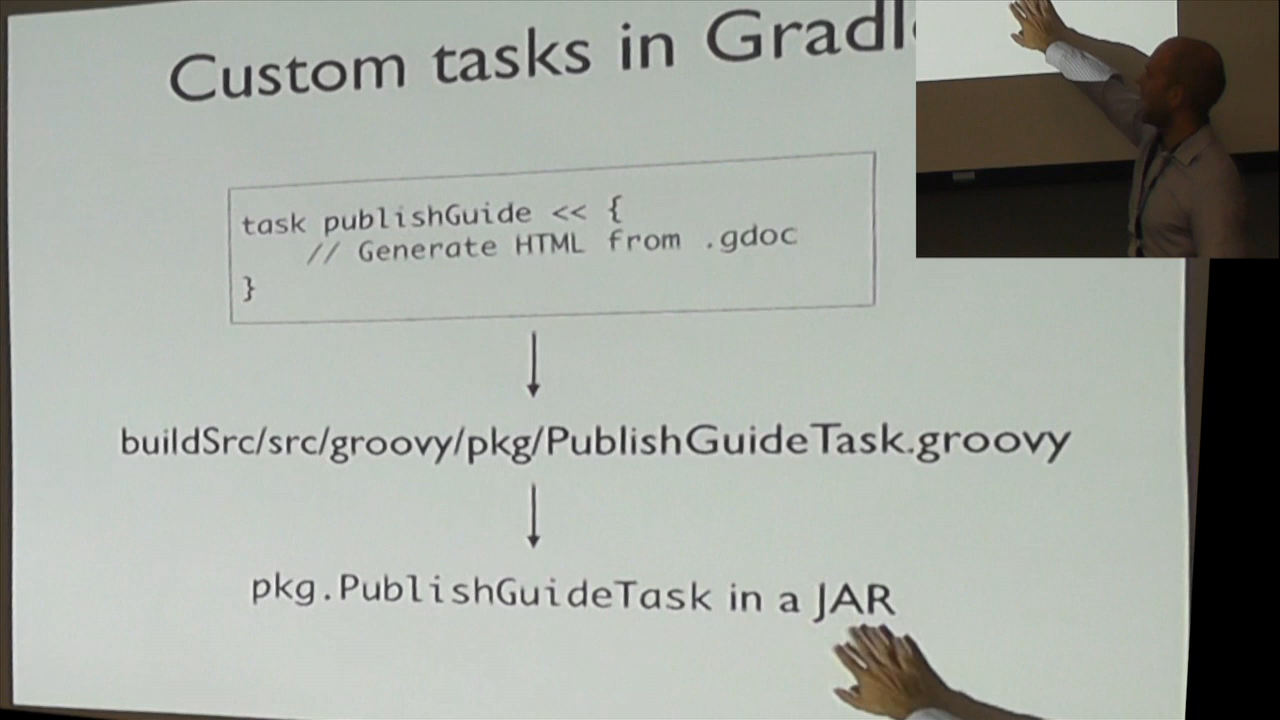 Custom tasks in Gradl
task publishGuide << {
// Generate HTML from .gdoc
}
buildSrc/src/groovy/pkg/PublishGuideTask.groovy
pkg.PublishGuideTask in a JAR